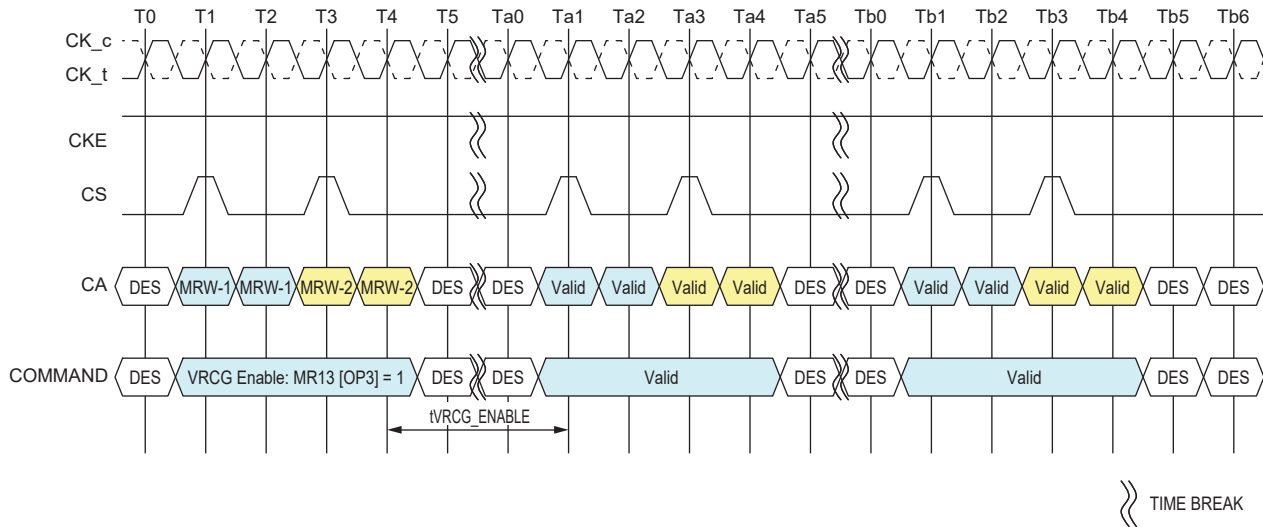 T0 T1 T2 T3 T4 T5 Ta0 Ta1 Ta2 Ta3 Ta4 Ta5 Tb0 Tb1 Tb2 Tb3 Tb4 Tb5 Tb6
CK_c
CK_t
CKE
CS
CA DES MRW-1 MRW-1 MRW-2 MRW-2 DES DES Valid Valid Valid Valid DES DES Valid Valid Valid Valid DES DES
COMMAND DES VRCG Enable: MR13 [OP3] = 1 DES DES Valid DES DES Valid DES DES
tVRCG_ENABLE
TIME BREAK